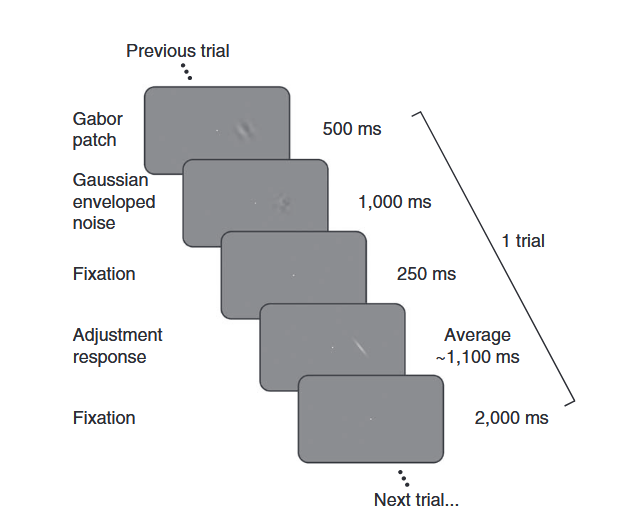 Previous trial
Gabor
patch
500 ms
Gaussian
enveloped
noise
1,000 ms
1 trial
Fixation
250 ms
Adjustment
response
Average
~1,100 ms
Fixation
2,000 ms
Next trial...